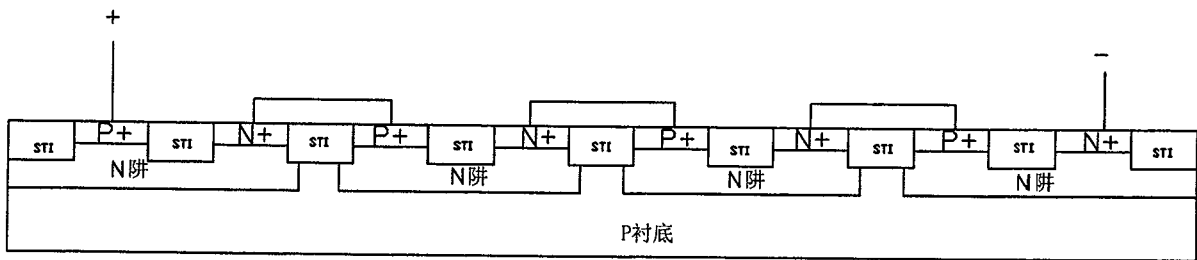 + −
STI P+ STI N+ STI P+ STI N+ STI P+ STI N+ STI P+ STI N+ STI
N阱 N阱 N阱 N阱
P衬底